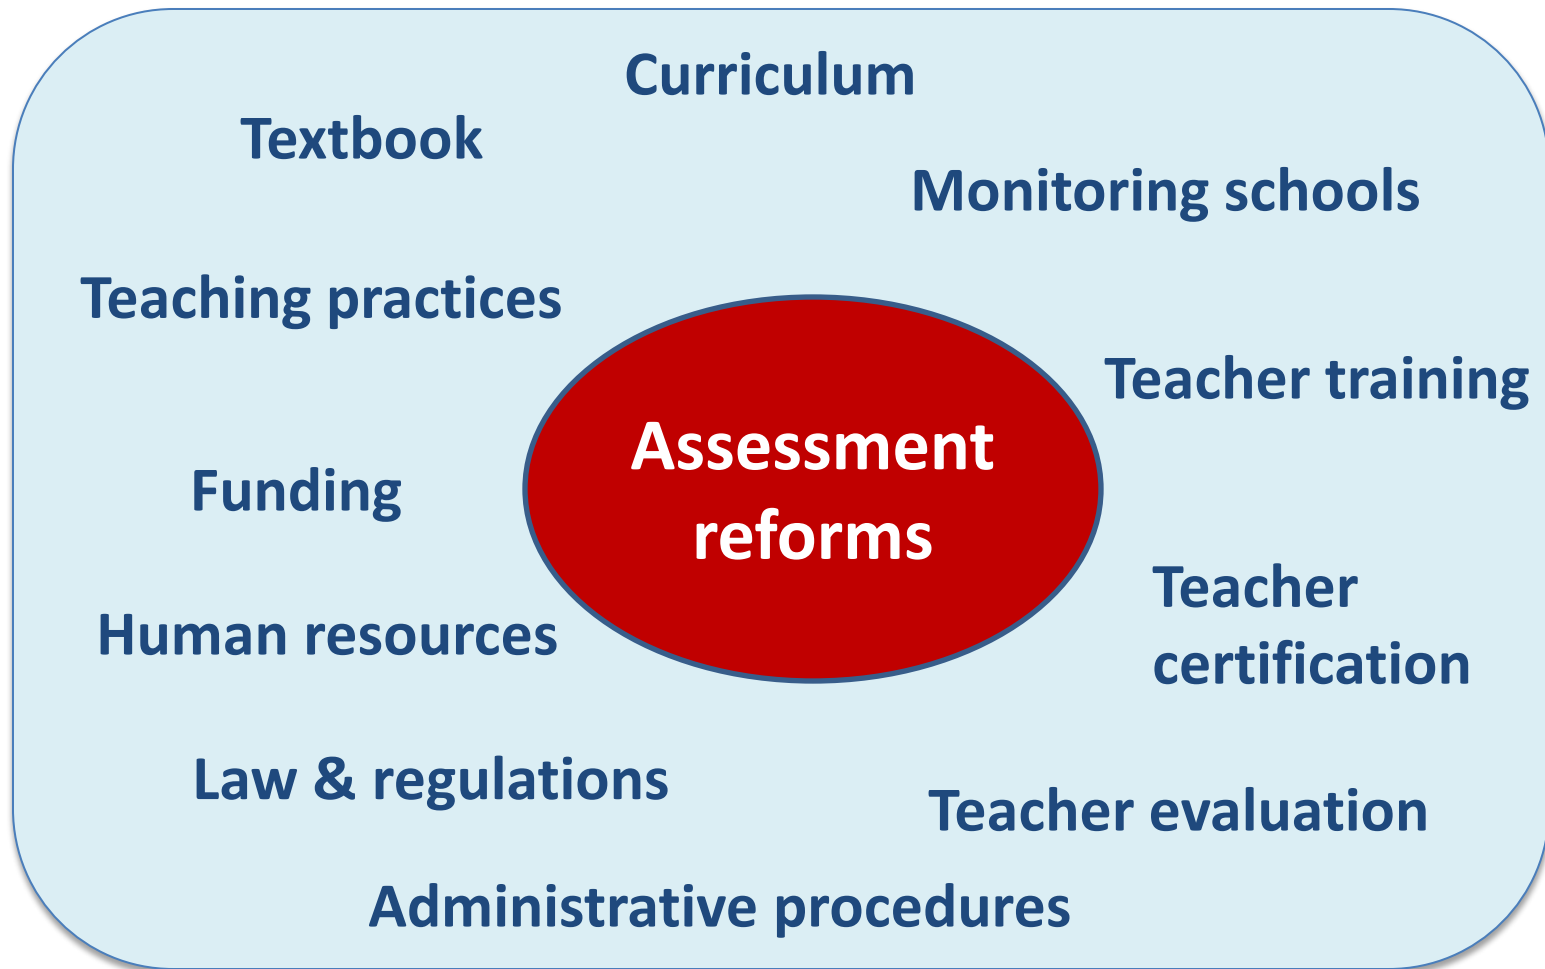 Curriculum
Textbook
Monitoring schools
Teaching practices
Teacher training
Assessment
reforms
Funding
Teacher
certification
Human resources
Law & regulations
Teacher evaluation
Administrative procedures